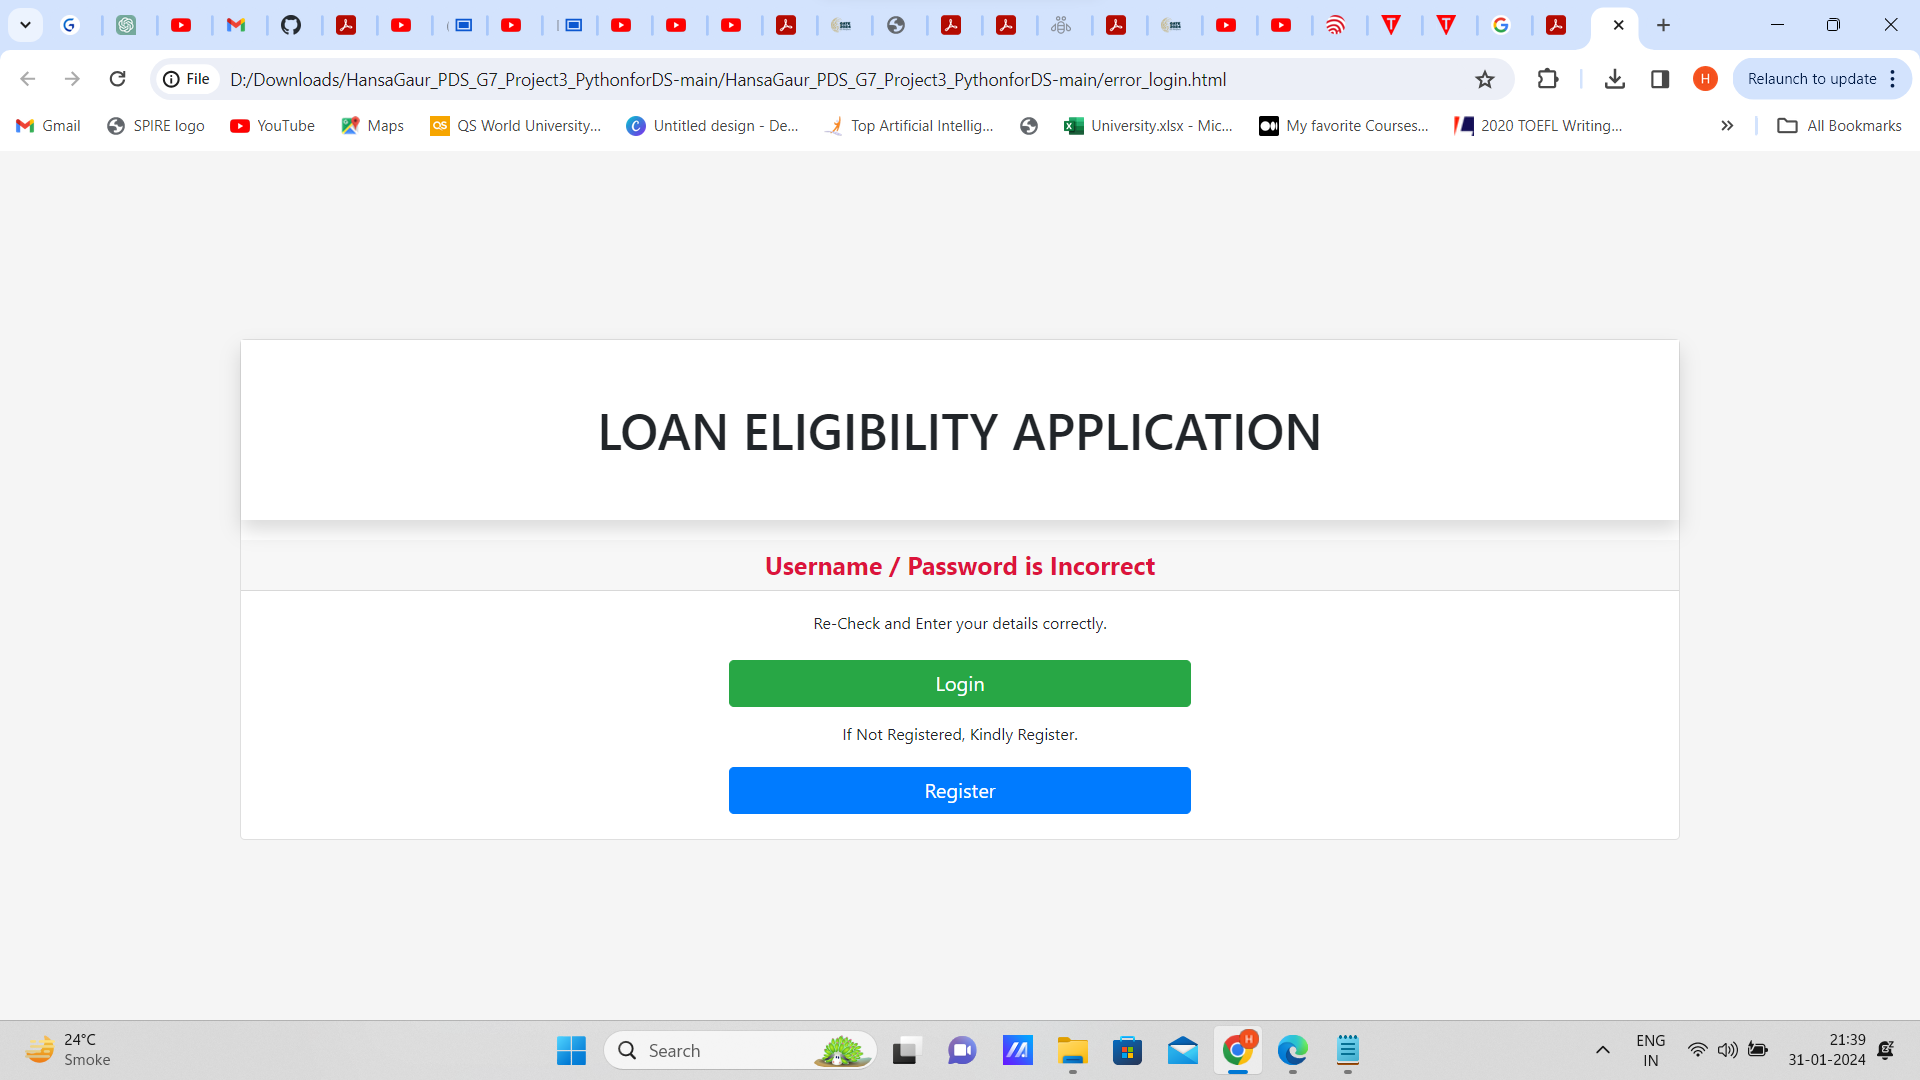 File
D:/Downloads/HansaGaur_PDS_G7_Project3_PythonforDS-main/HansaGaur_PDS_G7_Project3_PythonforDS-main/error_login.html
H
Relaunch to update
Gmail
SPIRE logo
YouTube
Maps
QS World University...
Untitled design - De...
Top Artificial Intellig...
University.xlsx - Mic...
My favorite Courses...
2020 TOEFL Writing...
All Bookmarks
LOAN ELIGIBILITY APPLICATION
Username / Password is Incorrect
Re-Check and Enter your details correctly.
Login
If Not Registered, Kindly Register.
Register
24°C
Smoke
Search
H
ENG
IN
21:39
31-01-2024